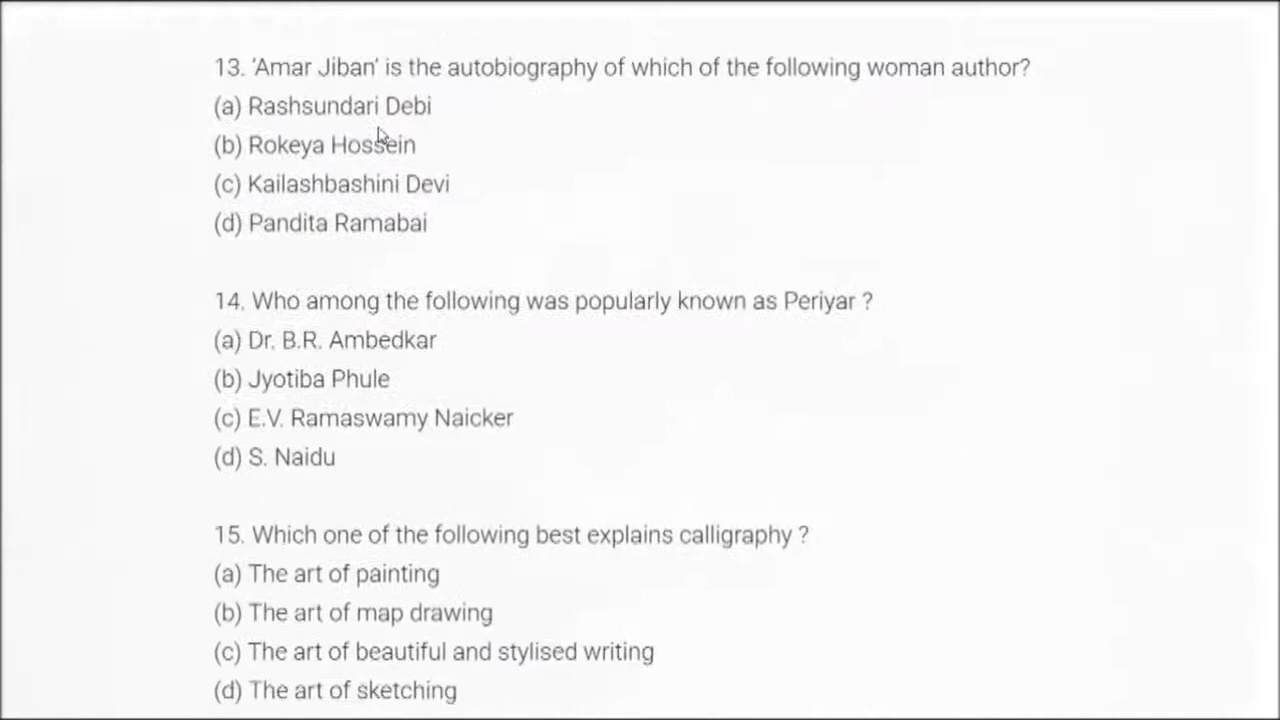 13. 'Amar Jiban' is the autobiography of which of the following woman author?
(a) Rashsundari Debi
(b) Rokeya Hossein
(c) Kailashbashini Devi
(d) Pandita Ramabai
14. Who among the following was popularly known as Periyar ?
(a) Dr. B.R. Ambedkar
(b) Jyotiba Phule
(c) E.V. Ramaswamy Naicker
(d) S. Naidu
15. Which one of the following best explains calligraphy ?
(a) The art of painting
(b) The art of map drawing
(c) The art of beautiful and stylised writing
(d) The art of sketching